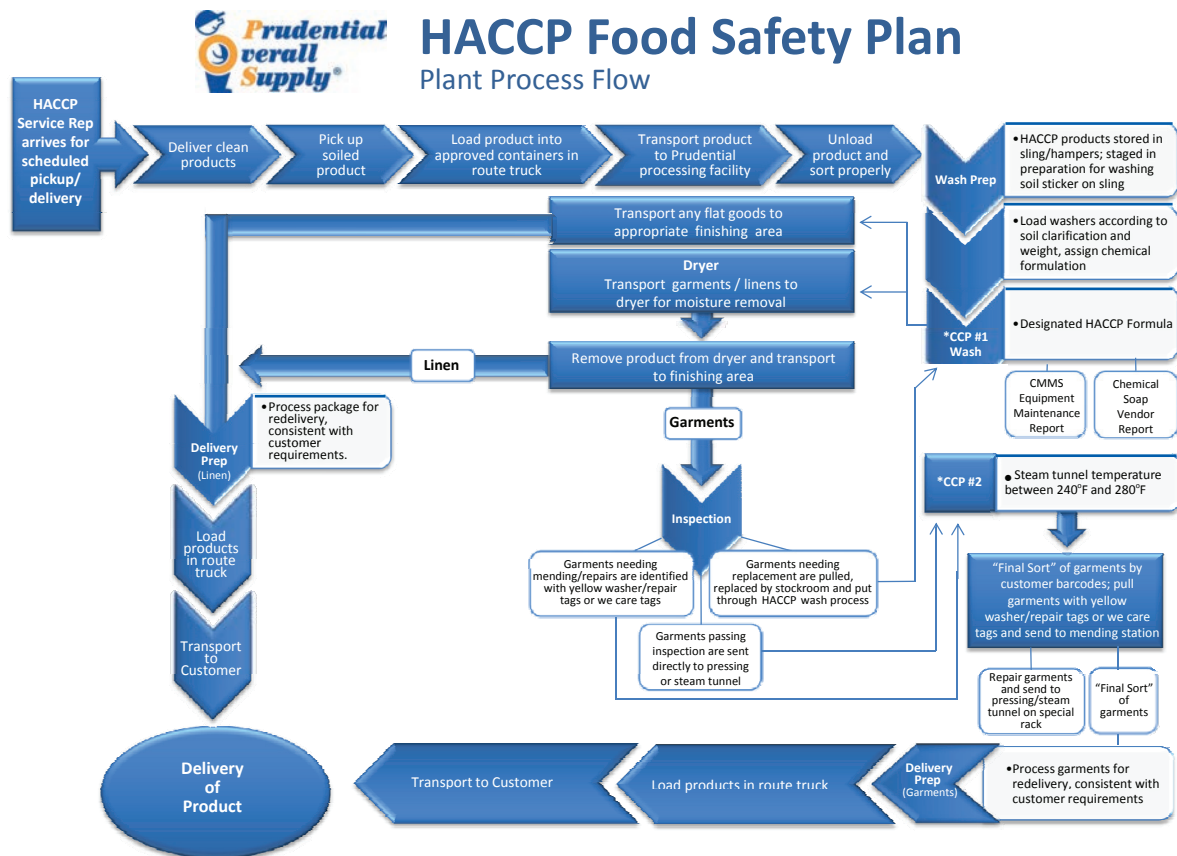 Prudential
Overall
Supply®
HACCP Food Safety Plan
Plant Process Flow
HACCP
Service Rep
arrives for
scheduled
pickup/
delivery
Deliver clean
products
Pick up
soiled
product
Load product into
approved containers in
route truck
Transport product
to Prudential
processing facility
Unload
product and
sort properly
Wash Prep
•HACCP products stored in
sling/hampers; staged in
preparation for washing
soil sticker on sling
•Load washers according to
soil clarification and
weight, assign chemical
formulation
*CCP #1
Wash
•Designated HACCP Formula
CMMS
Equipment
Maintenance
Report
Chemical
Soap
Vendor
Report
Transport any flat goods to
appropriate finishing area
Dryer
Transport garments / linens to
dryer for moisture removal
Remove product from dryer and transport
to finishing area
Linen
Garments
•Process package for
redelivery,
consistent with
customer
requirements.
Delivery
Prep
(Linen)
Load
products
in route
truck
Transport
to
Customer
Inspection
Garments needing
mending/repairs are identified
with yellow washer/repair
tags or we care tags
Garments needing
replacement are pulled,
replaced by stockroom and put
through HACCP wash process
Garments passing
inspection are sent
directly to pressing
or steam tunnel
*CCP #2
•Steam tunnel temperature
between 240°F and 280°F
"Final Sort" of garments by
customer barcodes; pull
garments with yellow
washer/repair tags or we care
tags and send to mending station
Repair garments
and send to
pressing/steam
tunnel on special
rack
"Final Sort"
of
garments
•Process garments for
redelivery, consistent with
customer requirements
Delivery
Prep
(Garments)
Load products in route truck
Transport to Customer
Delivery
of
Product